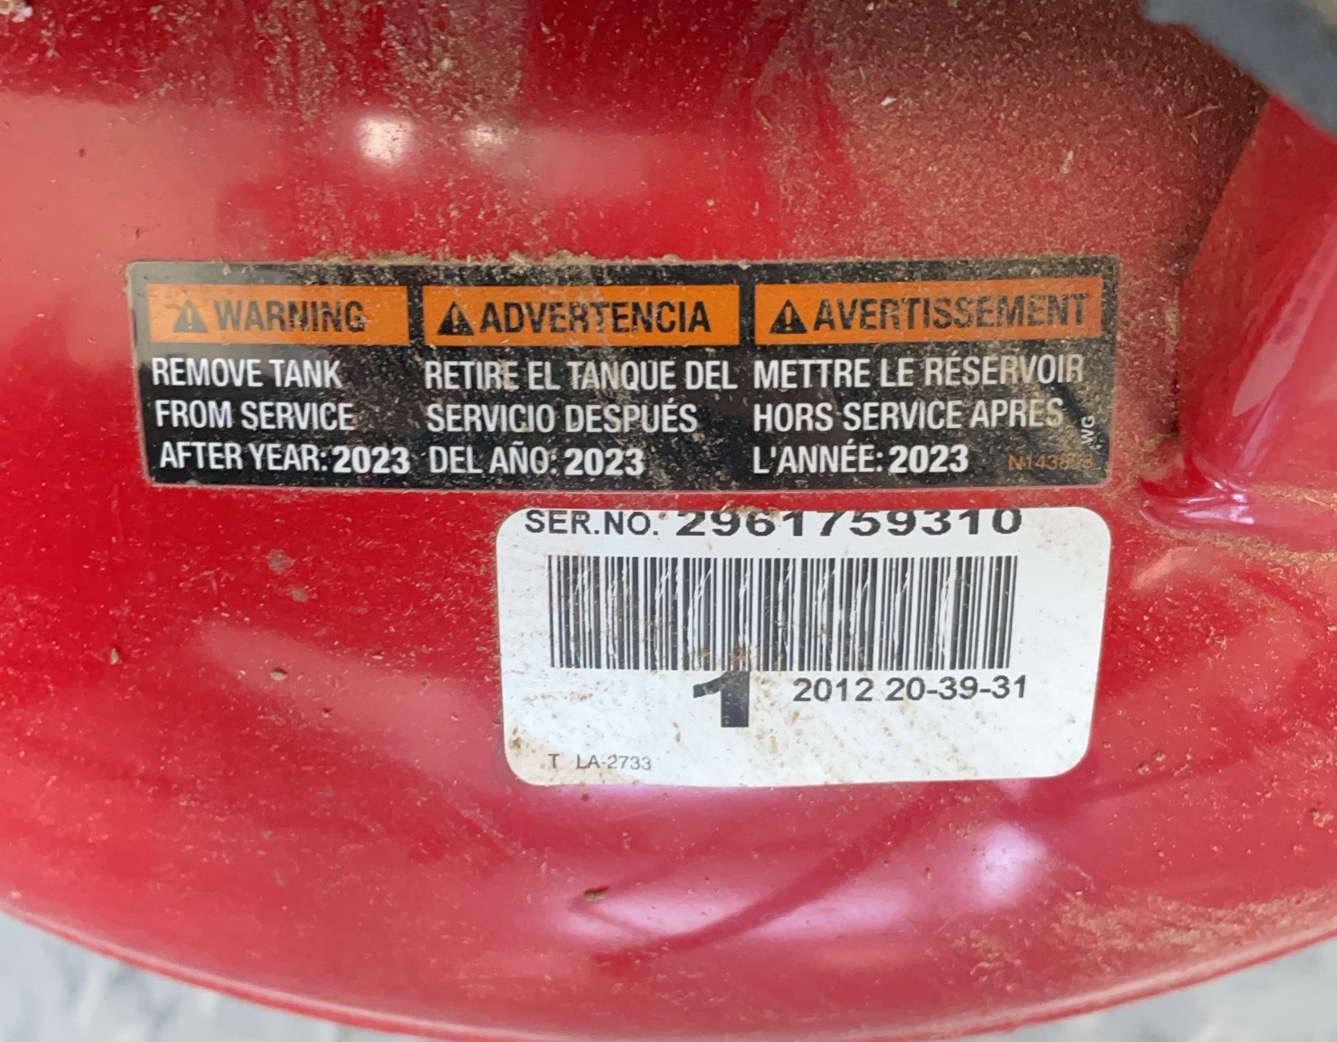 WARNING
REMOVE TANK
FROM SERVICE
AFTER YEAR: 2023
ADVERTENCIA
RETIRE EL TANQUE DEL
SERVICIO DESPUÉS
DEL AÑO: 2023
AVERTISSEMENT
METTRE LE RÉSERVOIR
HORS SERVICE APRÈS
L'ANNÉE: 2023
WG
SER.NO. 2961759310
1 2012 20-39-31
T LA-2733